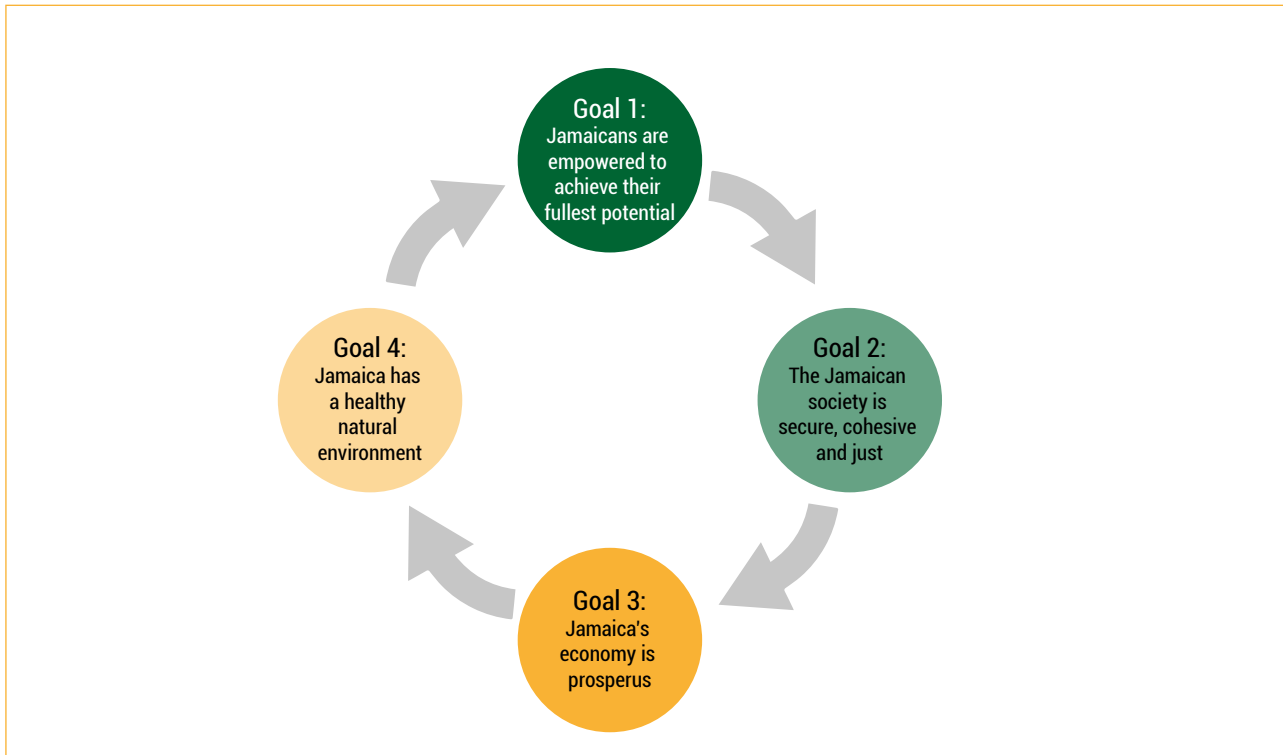 Goal 1:
Jamaicans are
empowered to
achieve their
fullest potential
Goal 2:
The Jamaican
society is
secure, cohesive
and just
Goal 3:
Jamaica's
economy is
prosperus
Goal 4:
Jamaica has
a healthy
natural
environment